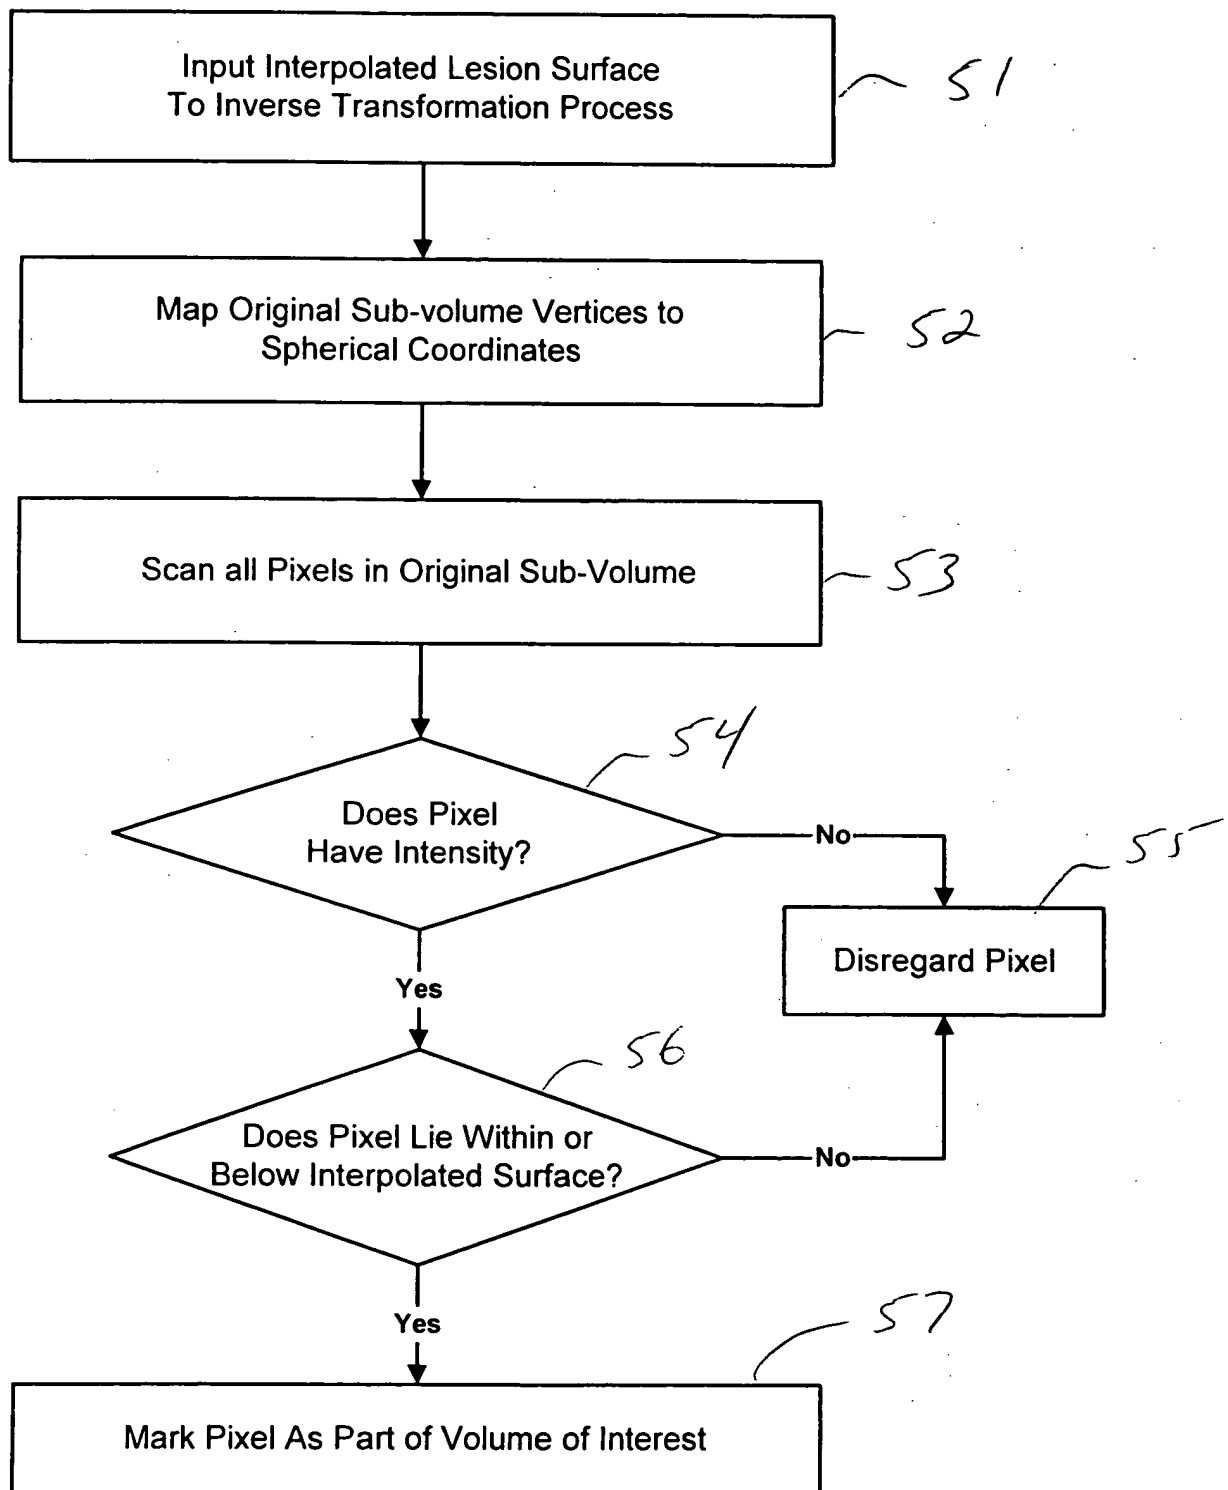 Input Interpolated Lesion Surface
To Inverse Transformation Process
51
Map Original Sub-volume Vertices to
Spherical Coordinates
52
Scan all Pixels in Original Sub-Volume
53
54
Does Pixel
Have Intensity?
No
55
Disregard Pixel
Yes
56
Does Pixel Lie Within or
Below Interpolated Surface?
No
Yes
57
Mark Pixel As Part of Volume of Interest